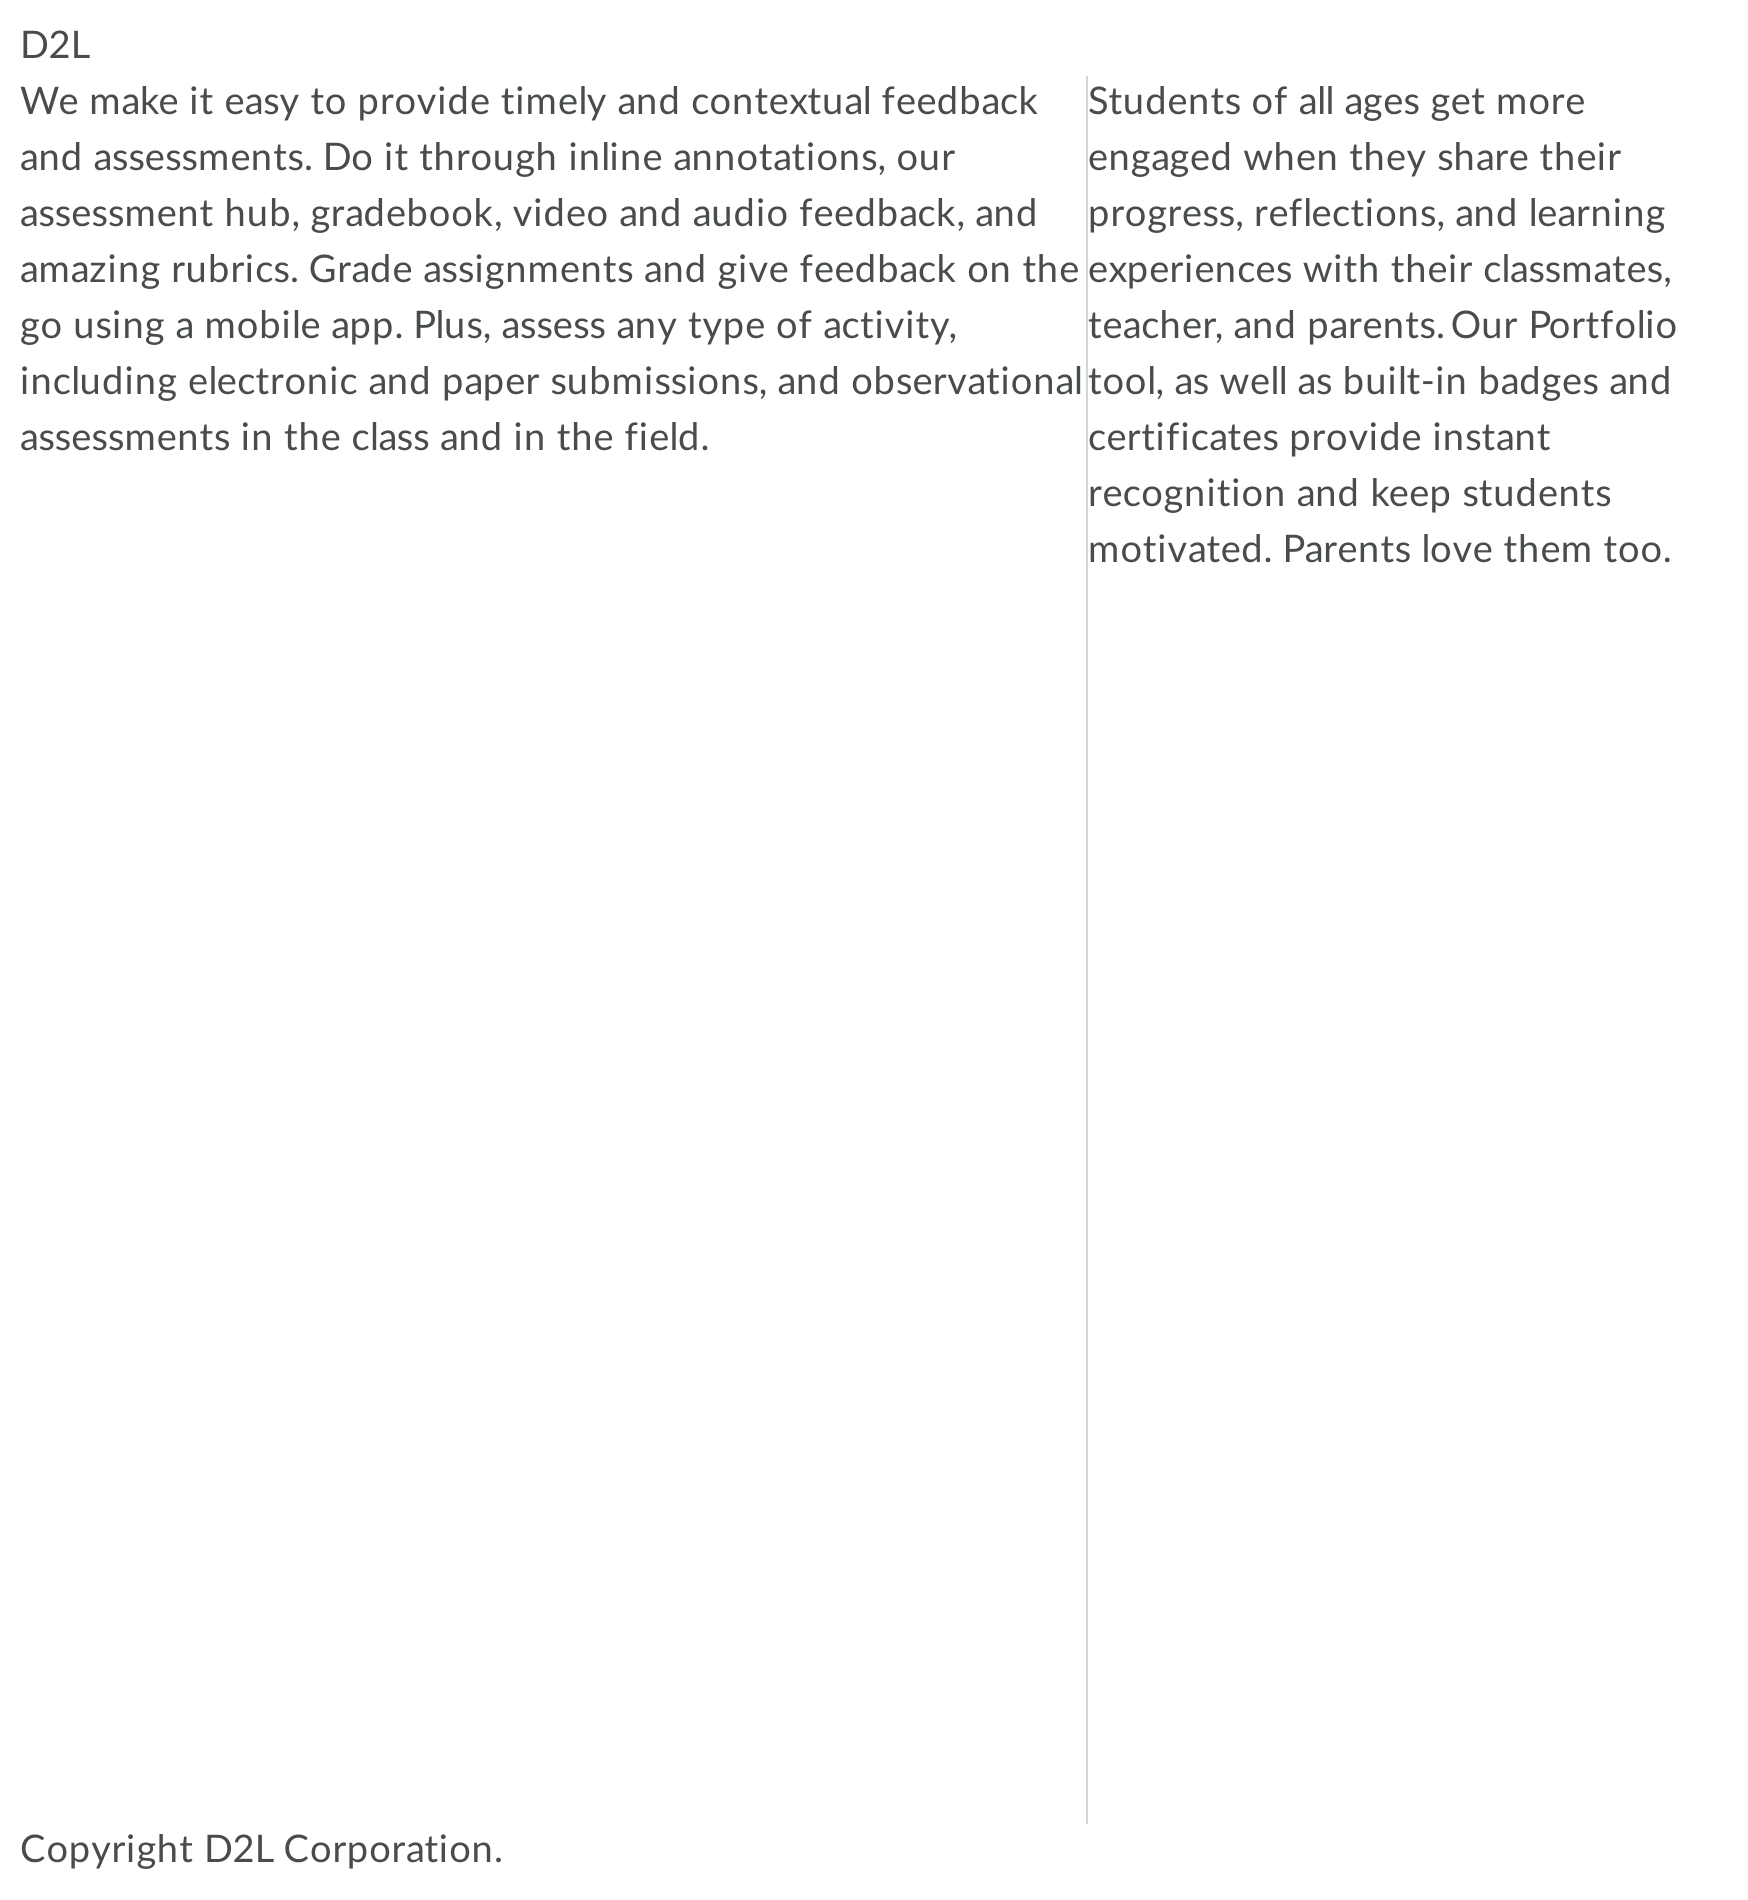 D2L
We make it easy to provide timely and contextual feedback
and assessments. Do it through inline annotations, our
assessment hub, gradebook, video and audio feedback, and
amazing rubrics. Grade assignments and give feedback on the
go using a mobile app. Plus, assess any type of activity,
including electronic and paper submissions, and observational
assessments in the class and in the field.
Students of all ages get more
engaged when they share their
progress, reflections, and learning
experiences with their classmates,
teacher, and parents. Our Portfolio
tool, as well as built-in badges and
certificates provide instant
recognition and keep students
motivated. Parents love them too.
Copyright D2L Corporation.